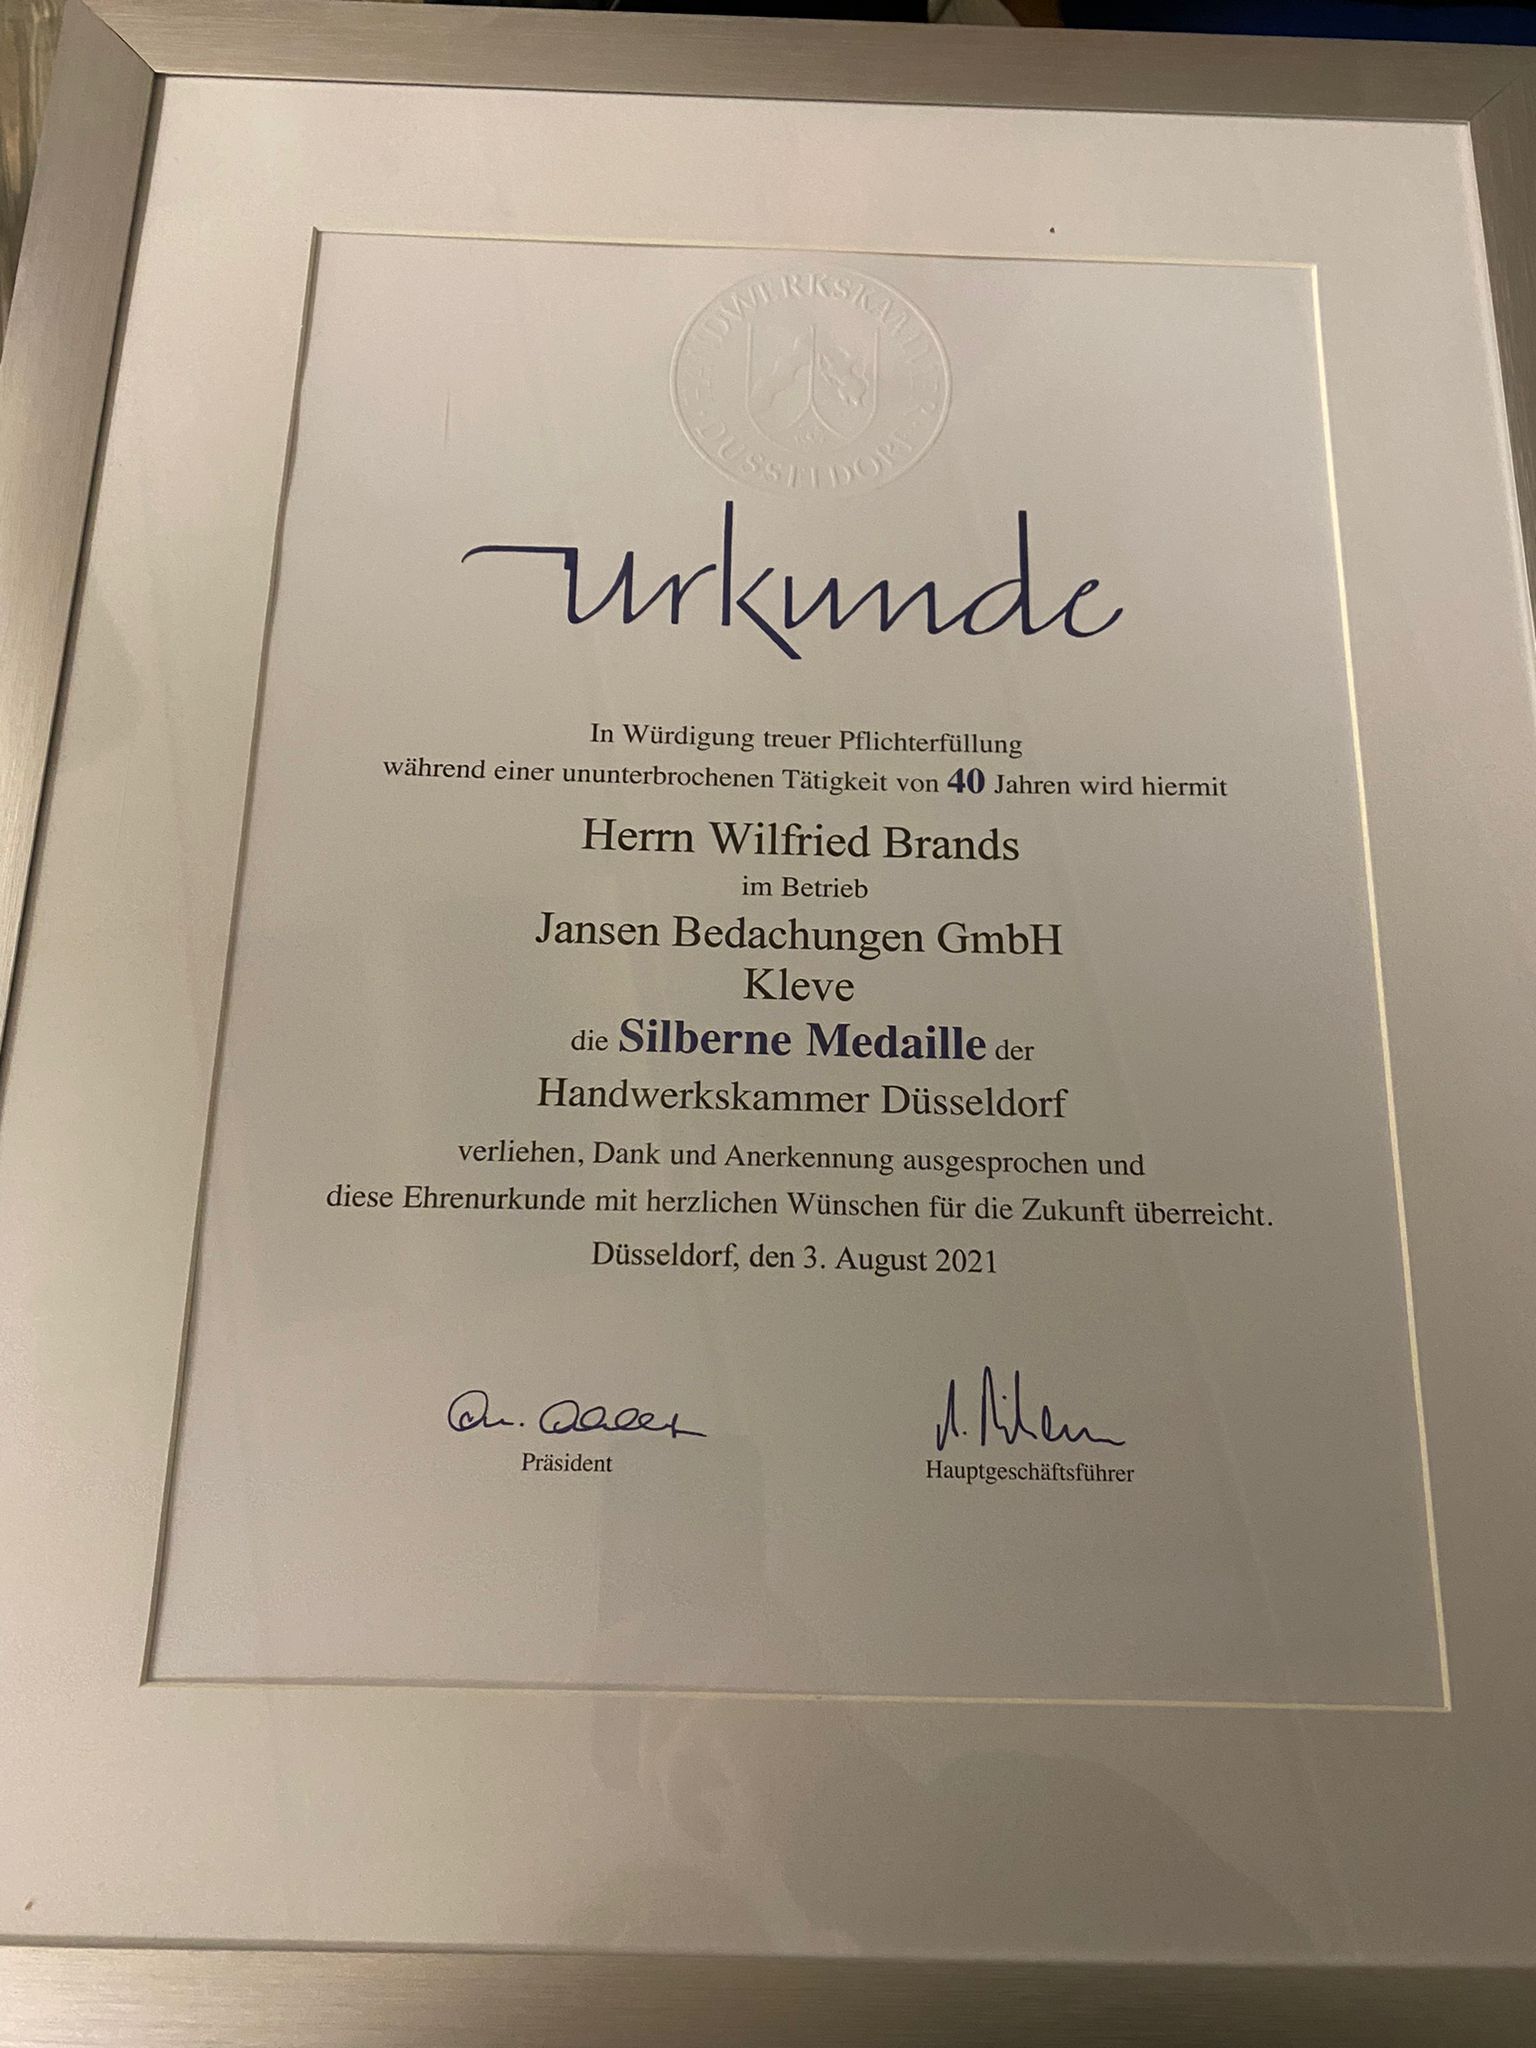 HANDWERKSKAMMER
DÜSSELDORF
Urkunde
In Würdigung treuer Pflichterfüllung
während einer ununterbrochenen Tätigkeit von 40 Jahren wird hiermit
Herrn Wilfried Brands
im Betrieb
Jansen Bedachungen GmbH
Kleve
die Silberne Medaille der
Handwerkskammer Düsseldorf
verliehen, Dank und Anerkennung ausgesprochen und
diese Ehrenurkunde mit herzlichen Wünschen für die Zukunft überreicht.
Düsseldorf, den 3. August 2021
Präsident
Hauptgeschäftsführer